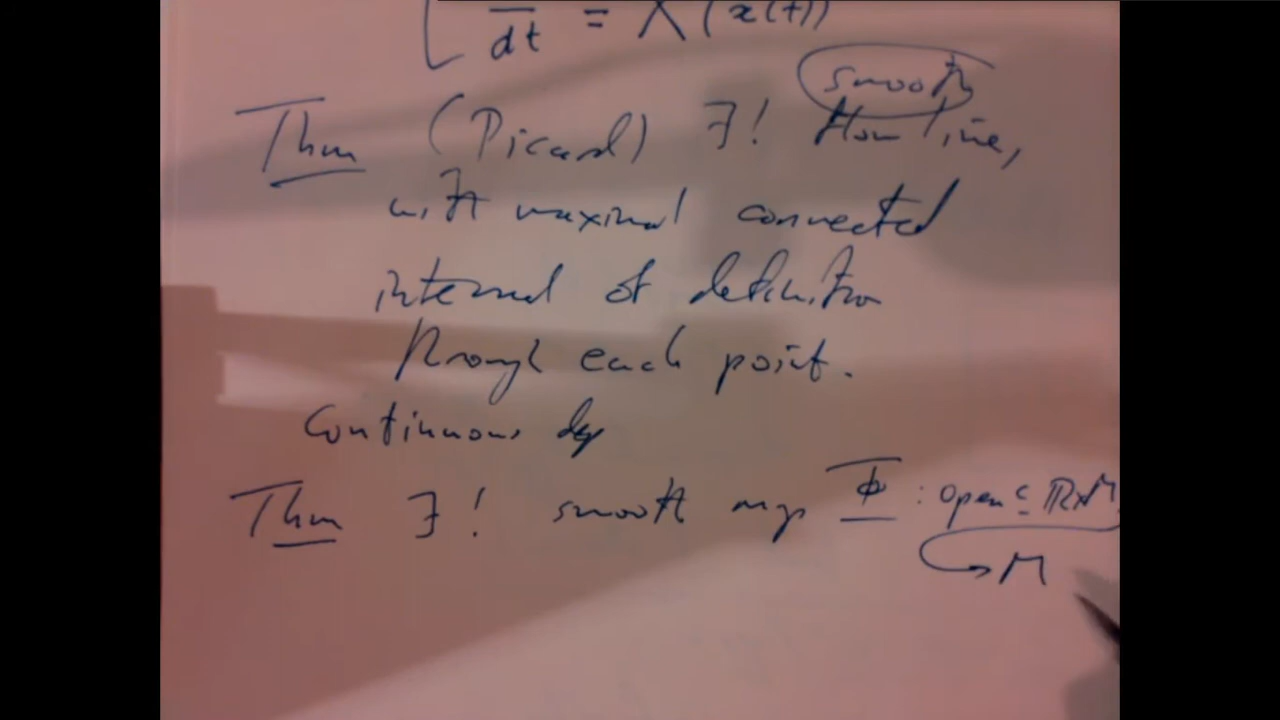 dt = X(x(t))
smooth
Thm (Picard) ∃! flow line,
with maximal connected
interval of definition
through each point.
Continuous dep
Thm ∃! smooth map Φ : open ⊆ ℝ×M
→ M